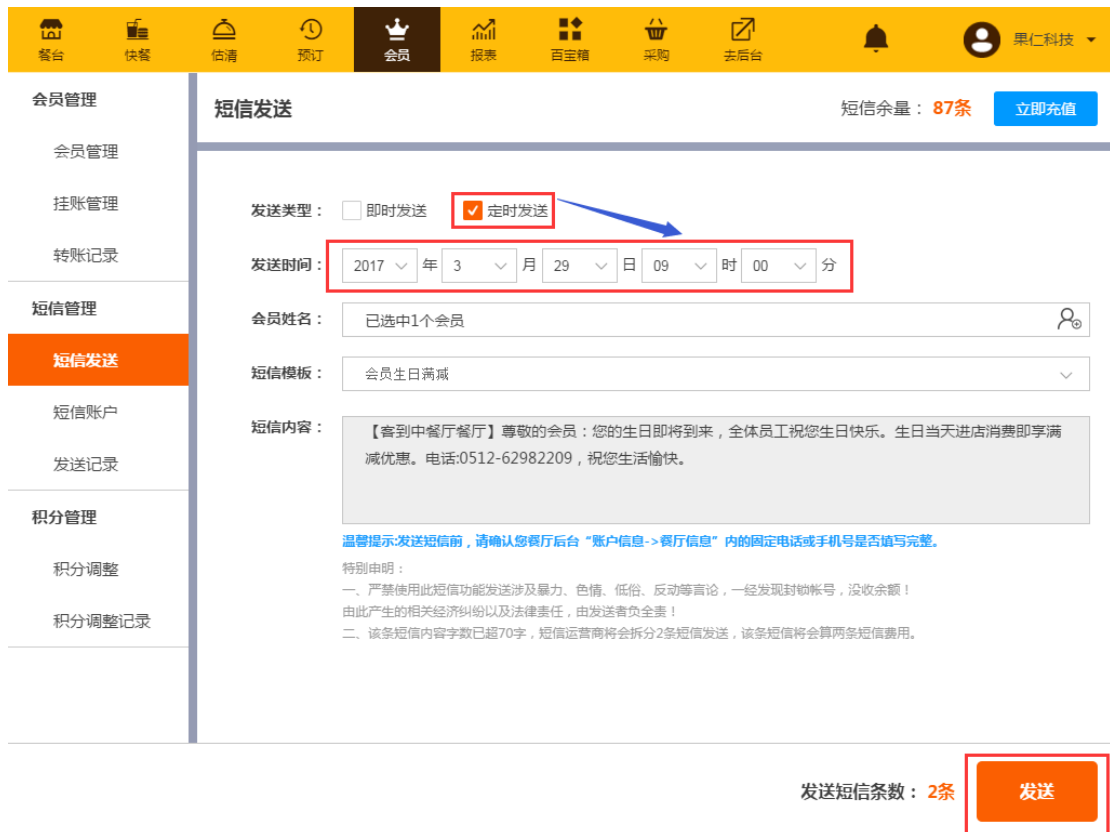 餐台 快餐 估清 预订 会员 报表 百宝箱 采购 去后台 果仁科技
会员管理
会员管理
挂账管理
转账记录
短信管理
短信发送
短信账户
发送记录
积分管理
积分调整
积分调整记录
短信发送 短信余量： 87条 立即充值
发送类型： 即时发送 定时发送
发送时间： 2017 年 3 月 29 日 09 时 00 分
会员姓名： 已选中1个会员
短信模板： 会员生日满减
短信内容： 【客到中餐厅餐厅】尊敬的会员：您的生日即将到来，全体员工祝您生日快乐。生日当天进店消费即享满
减优惠。电话:0512-62982209，祝您生活愉快。
温馨提示:发送短信前，请确认您餐厅后台“账户信息->餐厅信息”内的固定电话或手机号是否填写完整。
特别申明：
一、严禁使用此短信功能发送涉及暴力、色情、低俗、反动等言论，一经发现封锁帐号，没收余额！
由此产生的相关经济纠纷以及法律责任，由发送者负全责！
二、该条短信内容字数已超70字，短信运营商将会拆分2条短信发送，该条短信将会算两条短信费用。
发送短信条数： 2条 发送